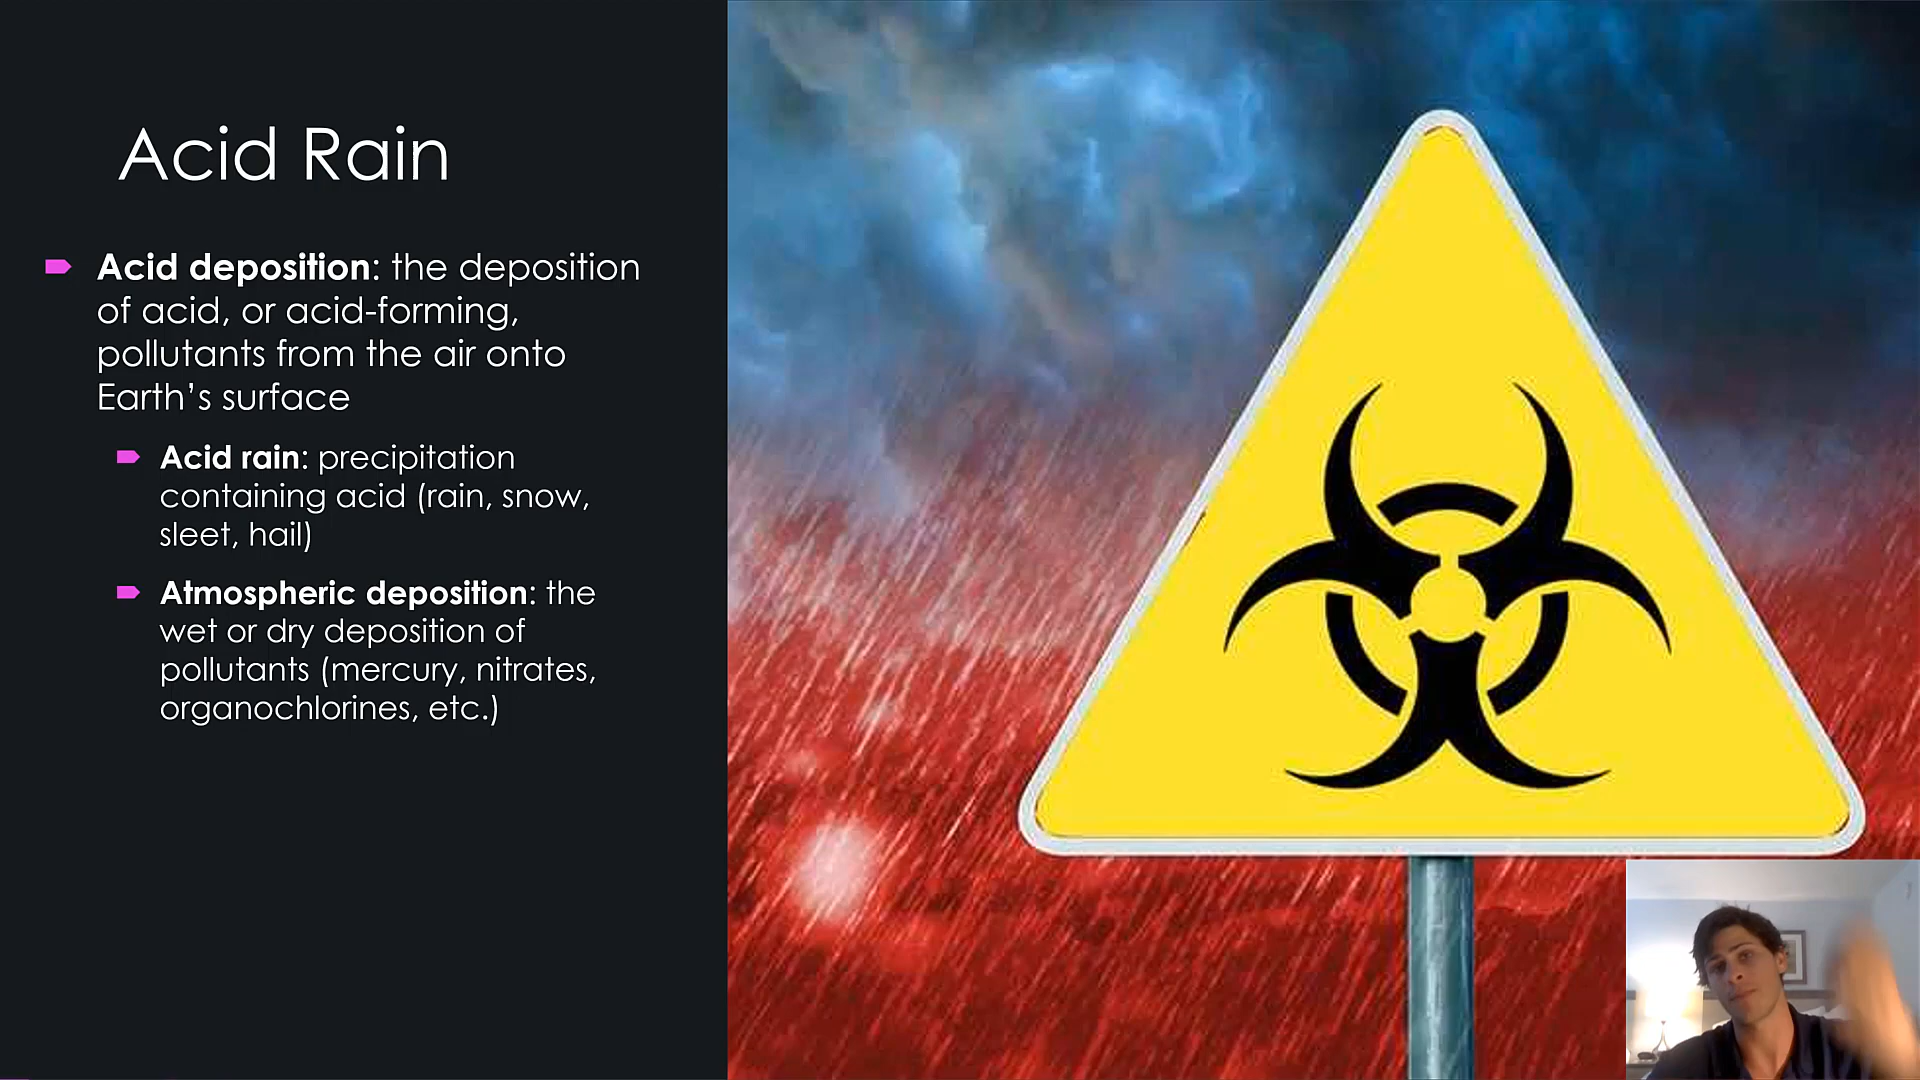 Acid Rain
Acid deposition: the deposition
of acid, or acid-forming,
pollutants from the air onto
Earth’s surface
Acid rain: precipitation
containing acid (rain, snow,
sleet, hail)
Atmospheric deposition: the
wet or dry deposition of
pollutants (mercury, nitrates,
organochlorines, etc.)